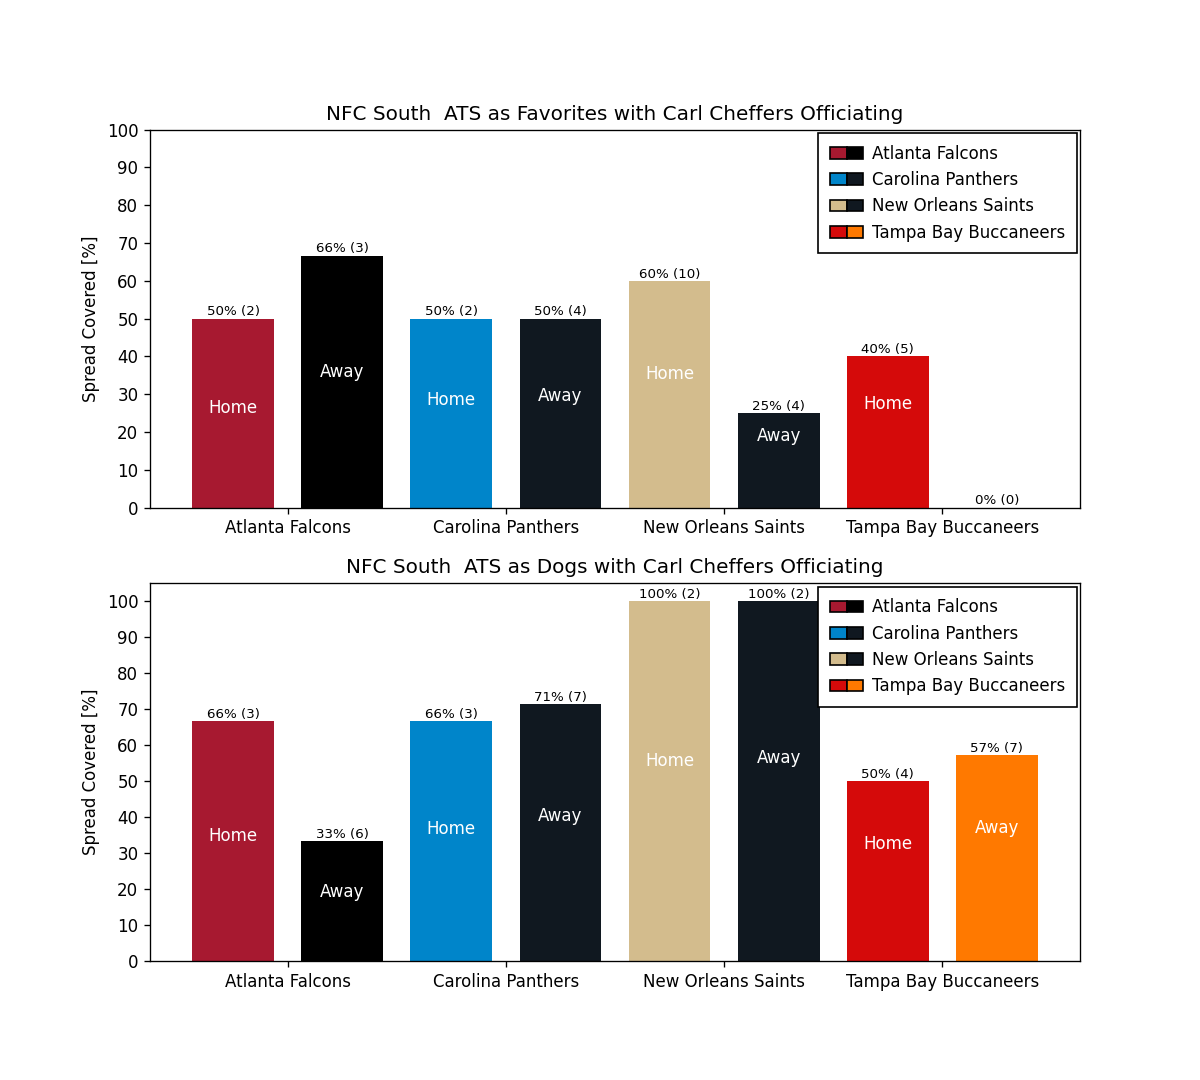 NFC South  ATS as Favorites with Carl Cheffers Officiating
Spread Covered [%]
100
90
80
70
60
50
40
30
20
10
0
50% (2)
66% (3)
50% (2)
50% (4)
60% (10)
25% (4)
40% (5)
0% (0)
Home
Away
Home
Away
Home
Away
Home
Atlanta Falcons
Carolina Panthers
New Orleans Saints
Tampa Bay Buccaneers
Atlanta Falcons
Carolina Panthers
New Orleans Saints
Tampa Bay Buccaneers
NFC South  ATS as Dogs with Carl Cheffers Officiating
Spread Covered [%]
100
90
80
70
60
50
40
30
20
10
0
66% (3)
33% (6)
66% (3)
71% (7)
100% (2)
100% (2)
50% (4)
57% (7)
Home
Away
Home
Away
Home
Away
Home
Away
Atlanta Falcons
Carolina Panthers
New Orleans Saints
Tampa Bay Buccaneers
Atlanta Falcons
Carolina Panthers
New Orleans Saints
Tampa Bay Buccaneers